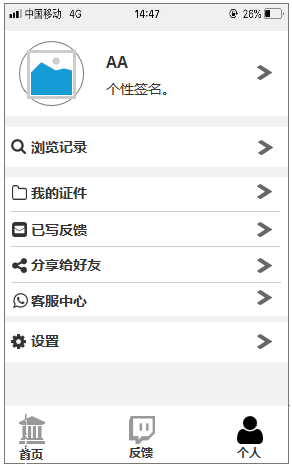 中国移动 4G 14:47 26%
AA
个性签名。
浏览记录
我的证件
已写反馈
分享给好友
客服中心
设置
首页 反馈 个人